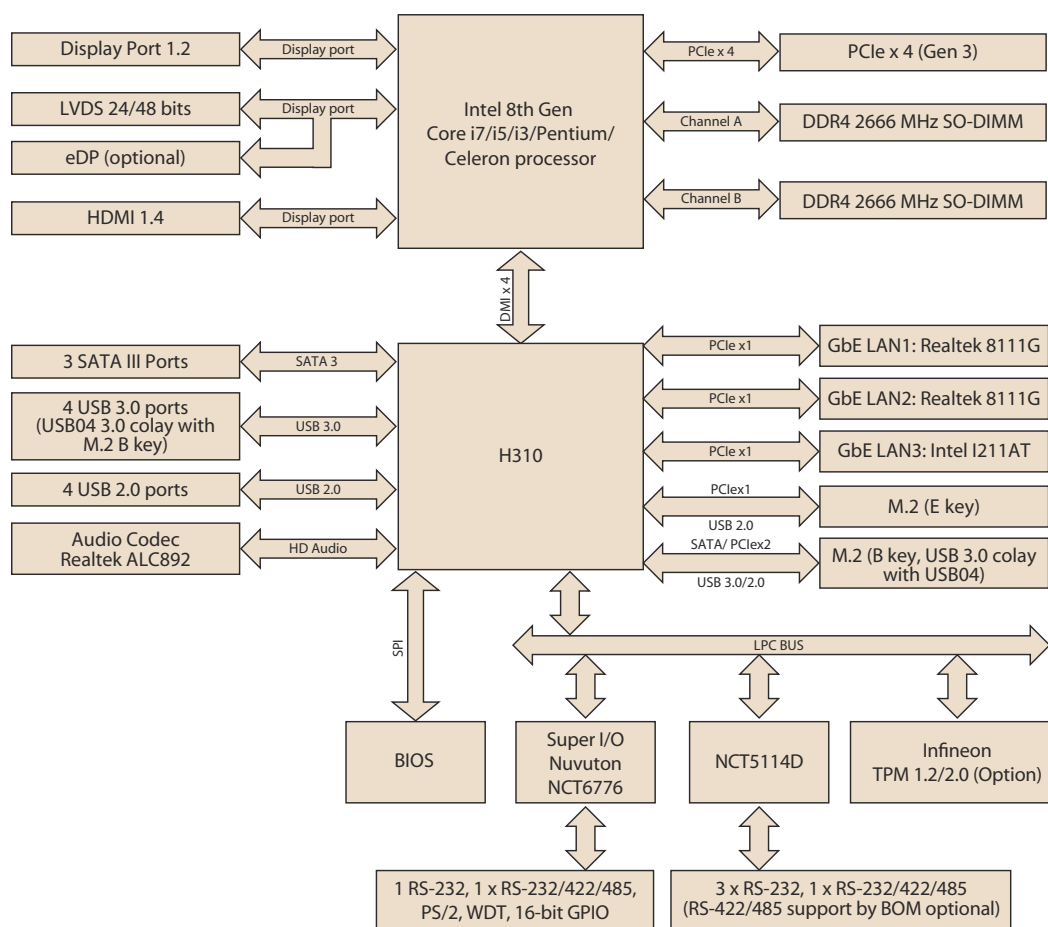 Display Port 1.2
Display port
LVDS 24/48 bits
Display port
eDP (optional)
HDMI 1.4
Display port
Intel 8th Gen
Core i7/i5/i3/Pentium/
Celeron processor
PCIe x 4
PCIe x 4 (Gen 3)
Channel A
DDR4 2666 MHz SO-DIMM
Channel B
DDR4 2666 MHz SO-DIMM
DMI x 4
3 SATA III Ports
SATA 3
4 USB 3.0 ports
(USB04 3.0 colay with
M.2 B key)
USB 3.0
4 USB 2.0 ports
USB 2.0
Audio Codec
Realtek ALC892
HD Audio
H310
PCIe x1
GbE LAN1: Realtek 8111G
PCIe x1
GbE LAN2: Realtek 8111G
PCIe x1
GbE LAN3: Intel I211AT
PCIex1
USB 2.0
M.2 (E key)
SATA/ PCIex2
USB 3.0/2.0
M.2 (B key, USB 3.0 colay
with USB04)
SPI
LPC BUS
BIOS
Super I/O
Nuvuton
NCT6776
NCT5114D
Infineon
TPM 1.2/2.0 (Option)
1 RS-232, 1 x RS-232/422/485,
PS/2, WDT, 16-bit GPIO
3 x RS-232, 1 x RS-232/422/485
(RS-422/485 support by BOM optional)